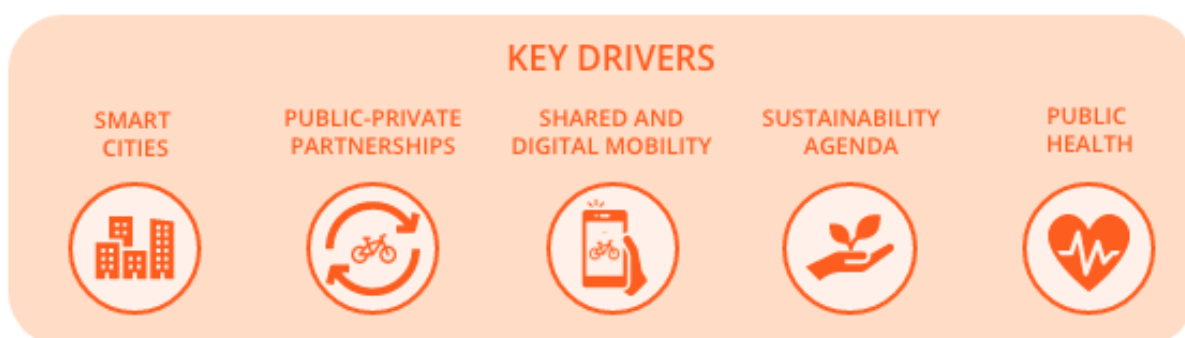 KEY DRIVERS
SMART
CITIES
PUBLIC-PRIVATE
PARTNERSHIPS
SHARED AND
DIGITAL MOBILITY
SUSTAINABILITY
AGENDA
PUBLIC
HEALTH